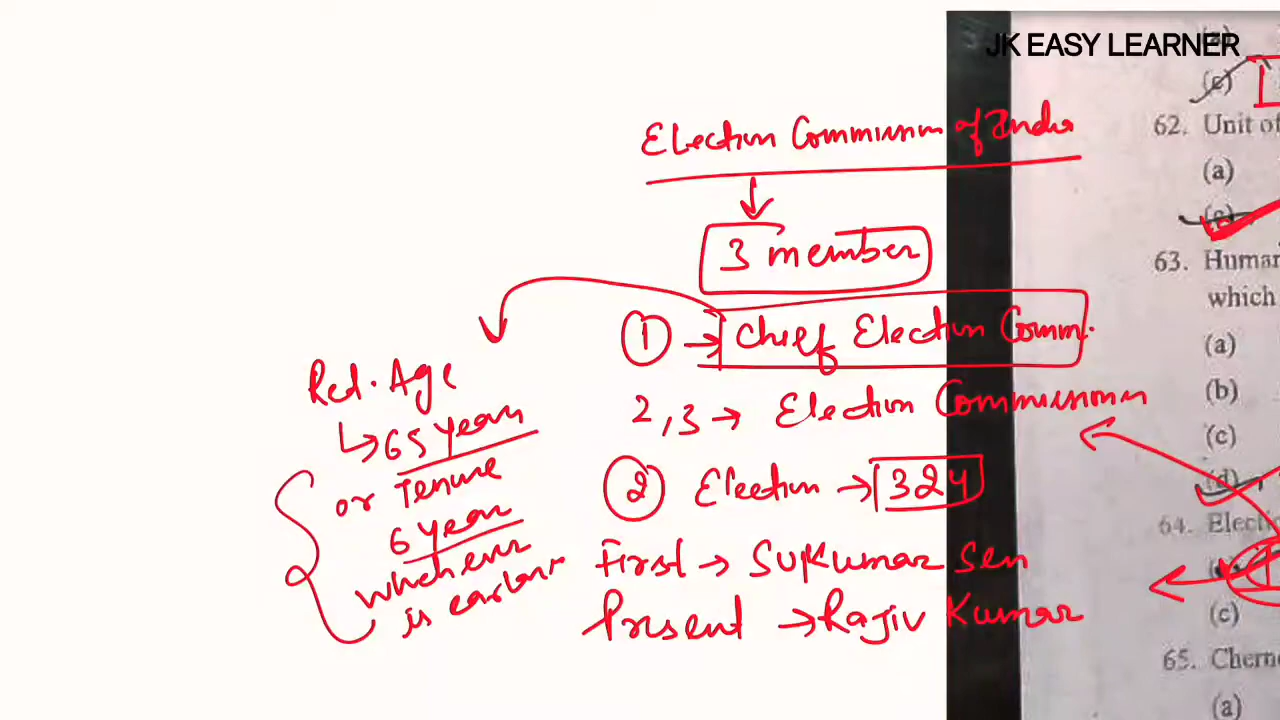 JK EASY LEARNER
(c)
Election Commission of India
62. Unit of
(a)
3 member
63. Human
which
① → Chief Election Comm.
(a)
Ret. Age
↳ 65 years
or Tenure
6 year
whichever
is earlier
2,3 → Election Commissioner
(b)
(c)
② Election → 324
(d)
64. Electi
First → SuKumar Sen
Present → Rajiv Kumar
(c)
65. Cherno
(a)